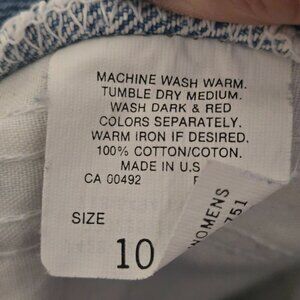 MACHINE WASH WARM.
TUMBLE DRY MEDIUM.
WASH DARK & RED
COLORS SEPARATELY.
WARM IRON IF DESIRED.
100% COTTON/COTON.
MADE IN U.S
CA 00492
SIZE
10
WOMENS
751